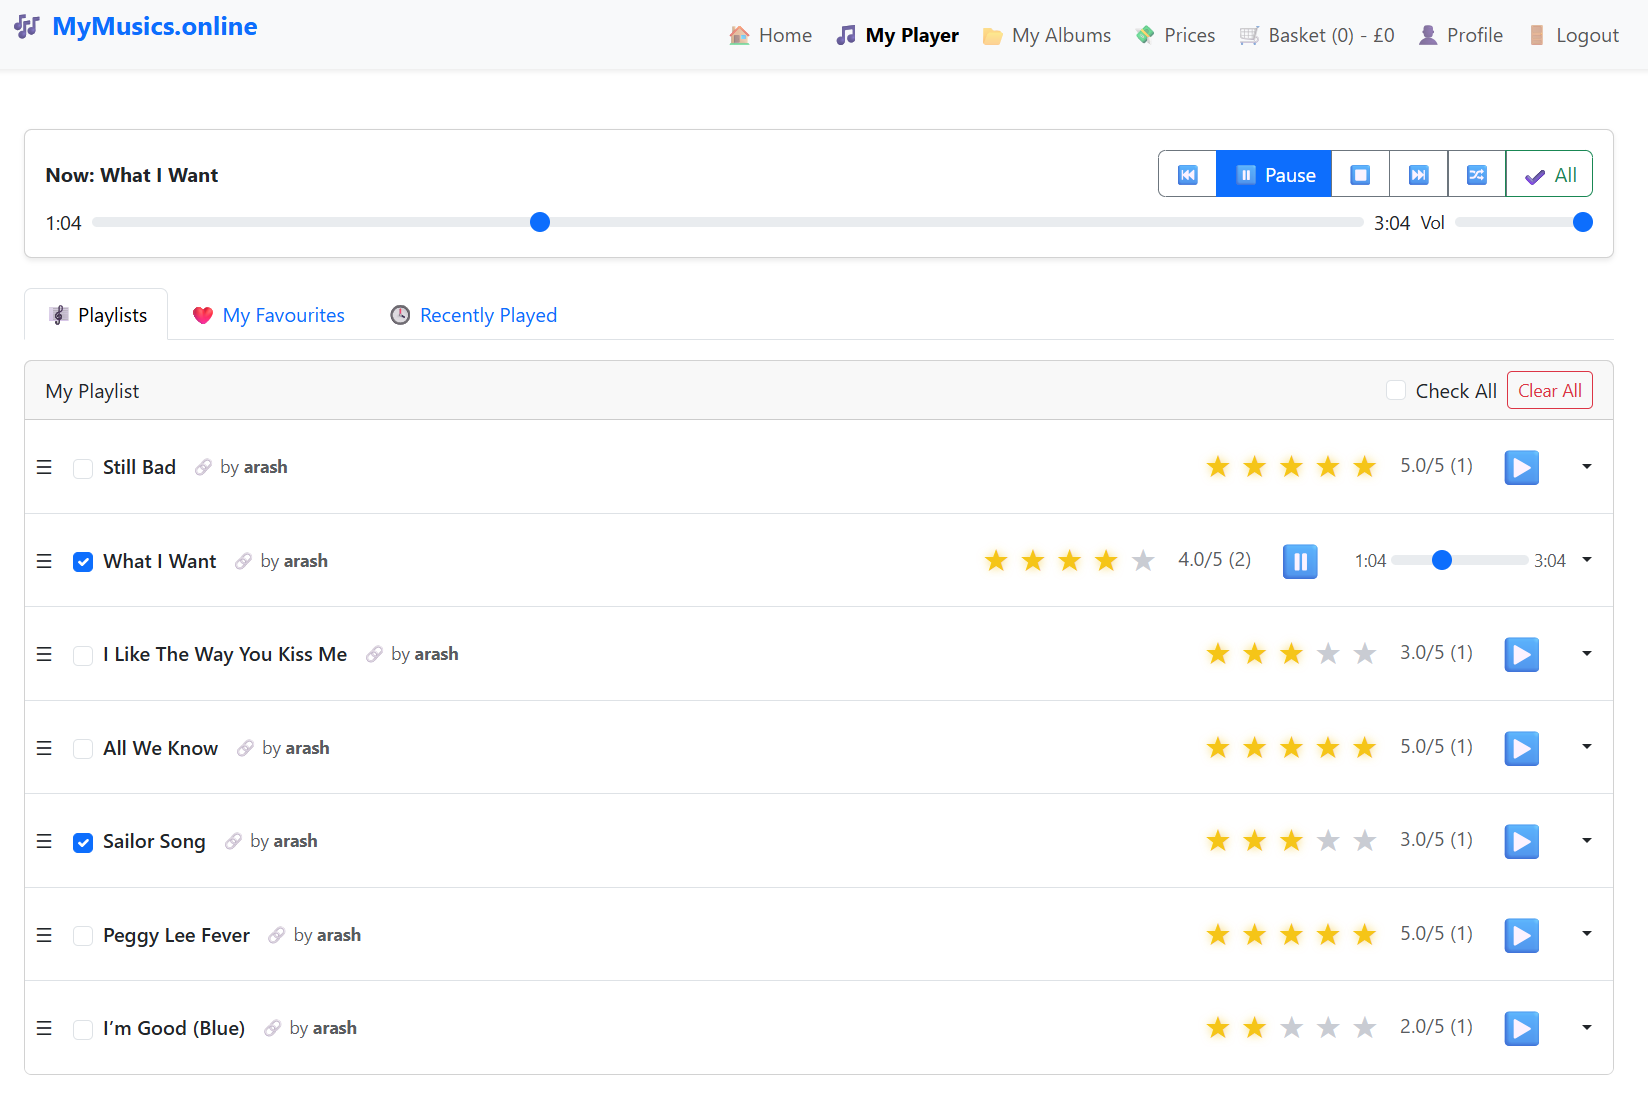 MyMusics.online
Home My Player My Albums Prices Basket (0) - £0 Profile Logout
Now: What I Want
Pause All
1:04 3:04 Vol
Playlists My Favourites Recently Played
My Playlist Check All Clear All
Still Bad by arash 5.0/5 (1)
What I Want by arash 4.0/5 (2) 1:04 3:04
I Like The Way You Kiss Me by arash 3.0/5 (1)
All We Know by arash 5.0/5 (1)
Sailor Song by arash 3.0/5 (1)
Peggy Lee Fever by arash 5.0/5 (1)
I’m Good (Blue) by arash 2.0/5 (1)